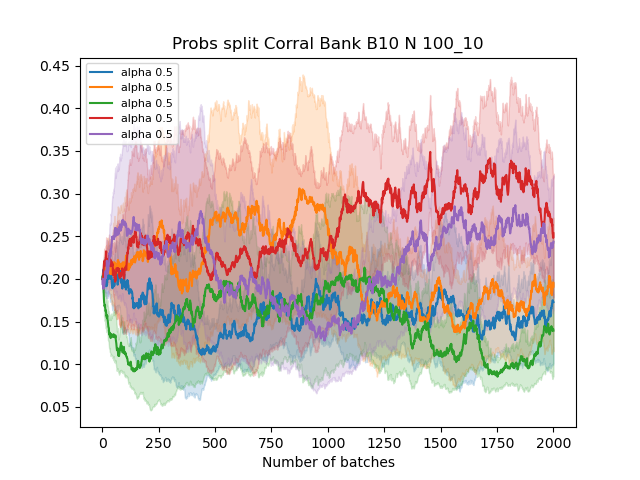 Probs split Corral Bank B10 N 100_10
alpha 0.5
alpha 0.5
alpha 0.5
alpha 0.5
alpha 0.5
0.45
0.40
0.35
0.30
0.25
0.20
0.15
0.10
0.05
0 250 500 750 1000 1250 1500 1750 2000
Number of batches